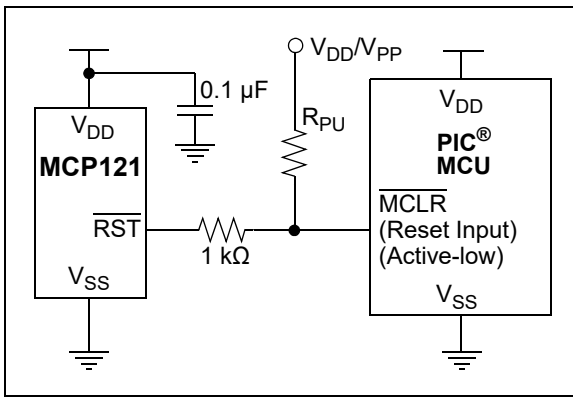 V_DD/V_PP
0.1 µF
V_DD
MCP121
RST
V_SS
1 kΩ
R_PU
V_DD
PIC®
MCU
MCLR
(Reset Input)
(Active-low)
V_SS